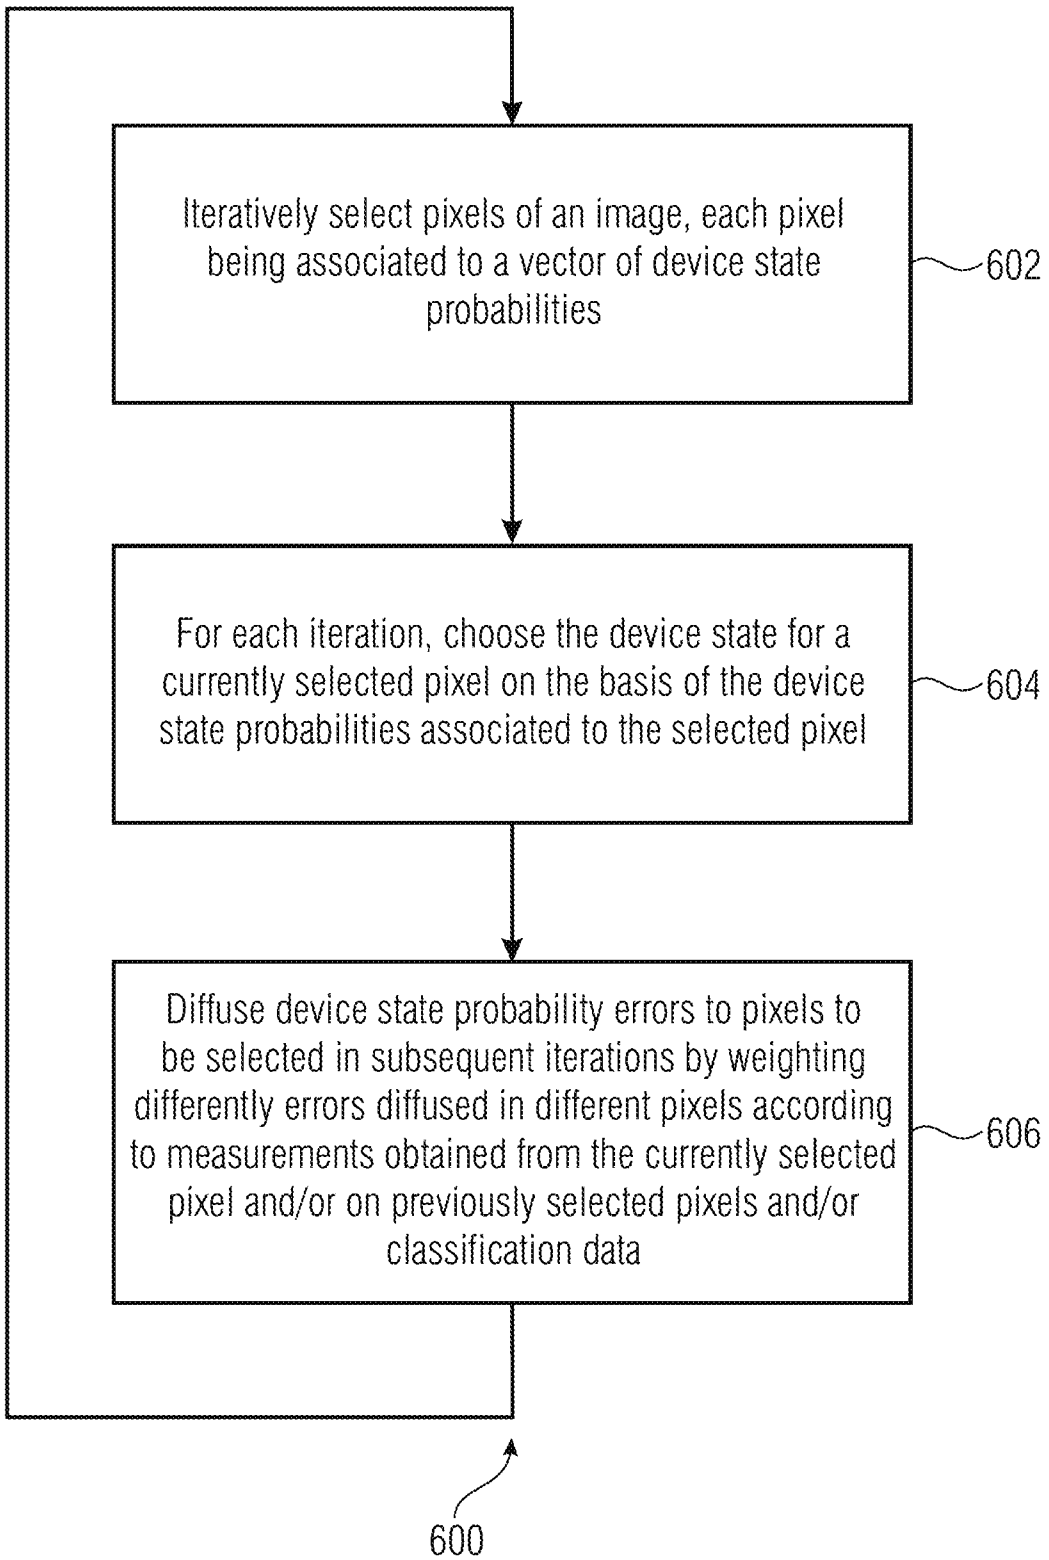 Iteratively select pixels of an image, each pixel
being associated to a vector of device state
probabilities
602
For each iteration, choose the device state for a
currently selected pixel on the basis of the device
state probabilities associated to the selected pixel
604
Diffuse device state probability errors to pixels to
be selected in subsequent iterations by weighting
differently errors diffused in different pixels according
to measurements obtained from the currently selected
pixel and/or on previously selected pixels and/or
classification data
606
600